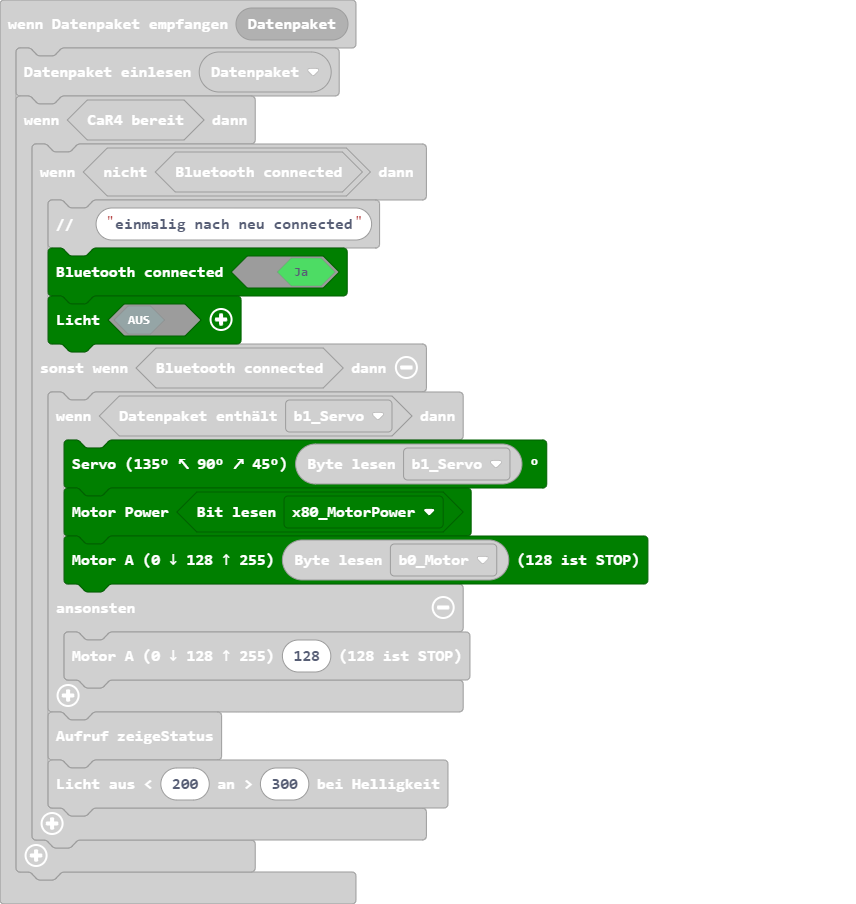 wenn Datenpaket empfangen Datenpaket
Datenpaket einlesen Datenpaket
wenn CaR4 bereit dann
wenn nicht Bluetooth connected dann
// "einmalig nach neu connected"
Bluetooth connected Ja
Licht AUS
sonst wenn Bluetooth connected dann
wenn Datenpaket enthält b1_Servo dann
Servo (135° ↖ 90° ↗ 45°) Byte lesen b1_Servo °
Motor Power Bit lesen x80_MotorPower
Motor A (0 ↓ 128 ↑ 255) Byte lesen b0_Motor (128 ist STOP)
ansonsten
Motor A (0 ↓ 128 ↑ 255) 128 (128 ist STOP)
Aufruf zeigeStatus
Licht aus < 200 an > 300 bei Helligkeit